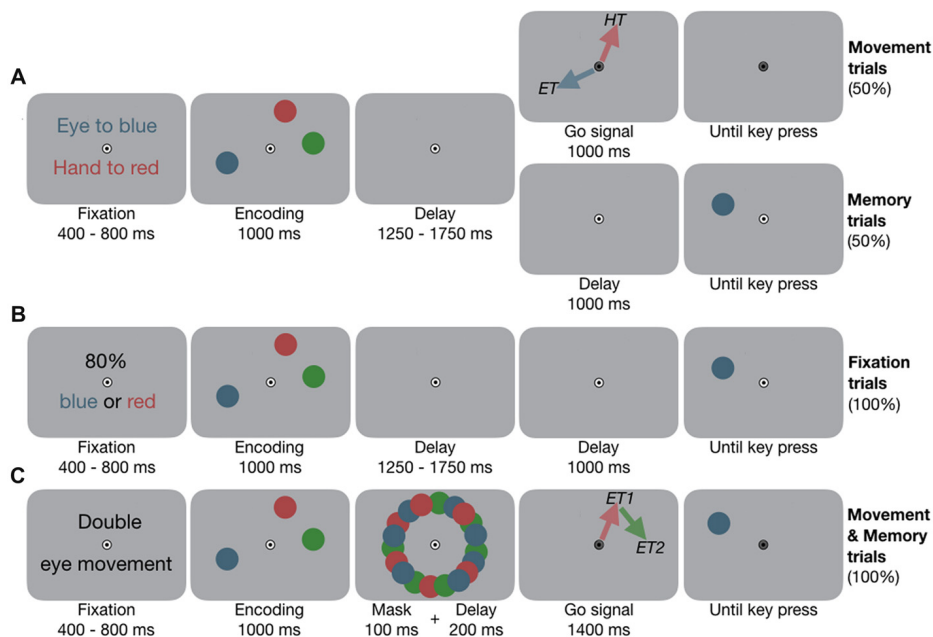 A
Eye to blue
Hand to red
Fixation
400 - 800 ms
Encoding
1000 ms
Delay
1250 - 1750 ms
HT
ET
Go signal
1000 ms
Until key press
Movement
trials
(50%)
Delay
1000 ms
Until key press
Memory
trials
(50%)
B
80%
blue or red
Fixation
400 - 800 ms
Encoding
1000 ms
Delay
1250 - 1750 ms
Delay
1000 ms
Until key press
Fixation
trials
(100%)
C
Double
eye movement
Fixation
400 - 800 ms
Encoding
1000 ms
Mask + Delay
100 ms 200 ms
ET1
ET2
Go signal
1400 ms
Until key press
Movement
& Memory
trials
(100%)